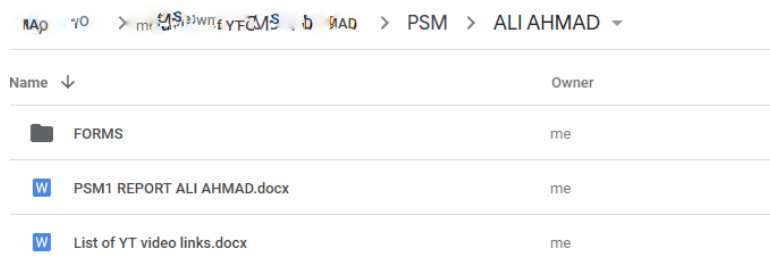 PSM > ALI AHMAD
Name Owner
FORMS me
PSM1 REPORT ALI AHMAD.docx me
List of YT video links.docx me